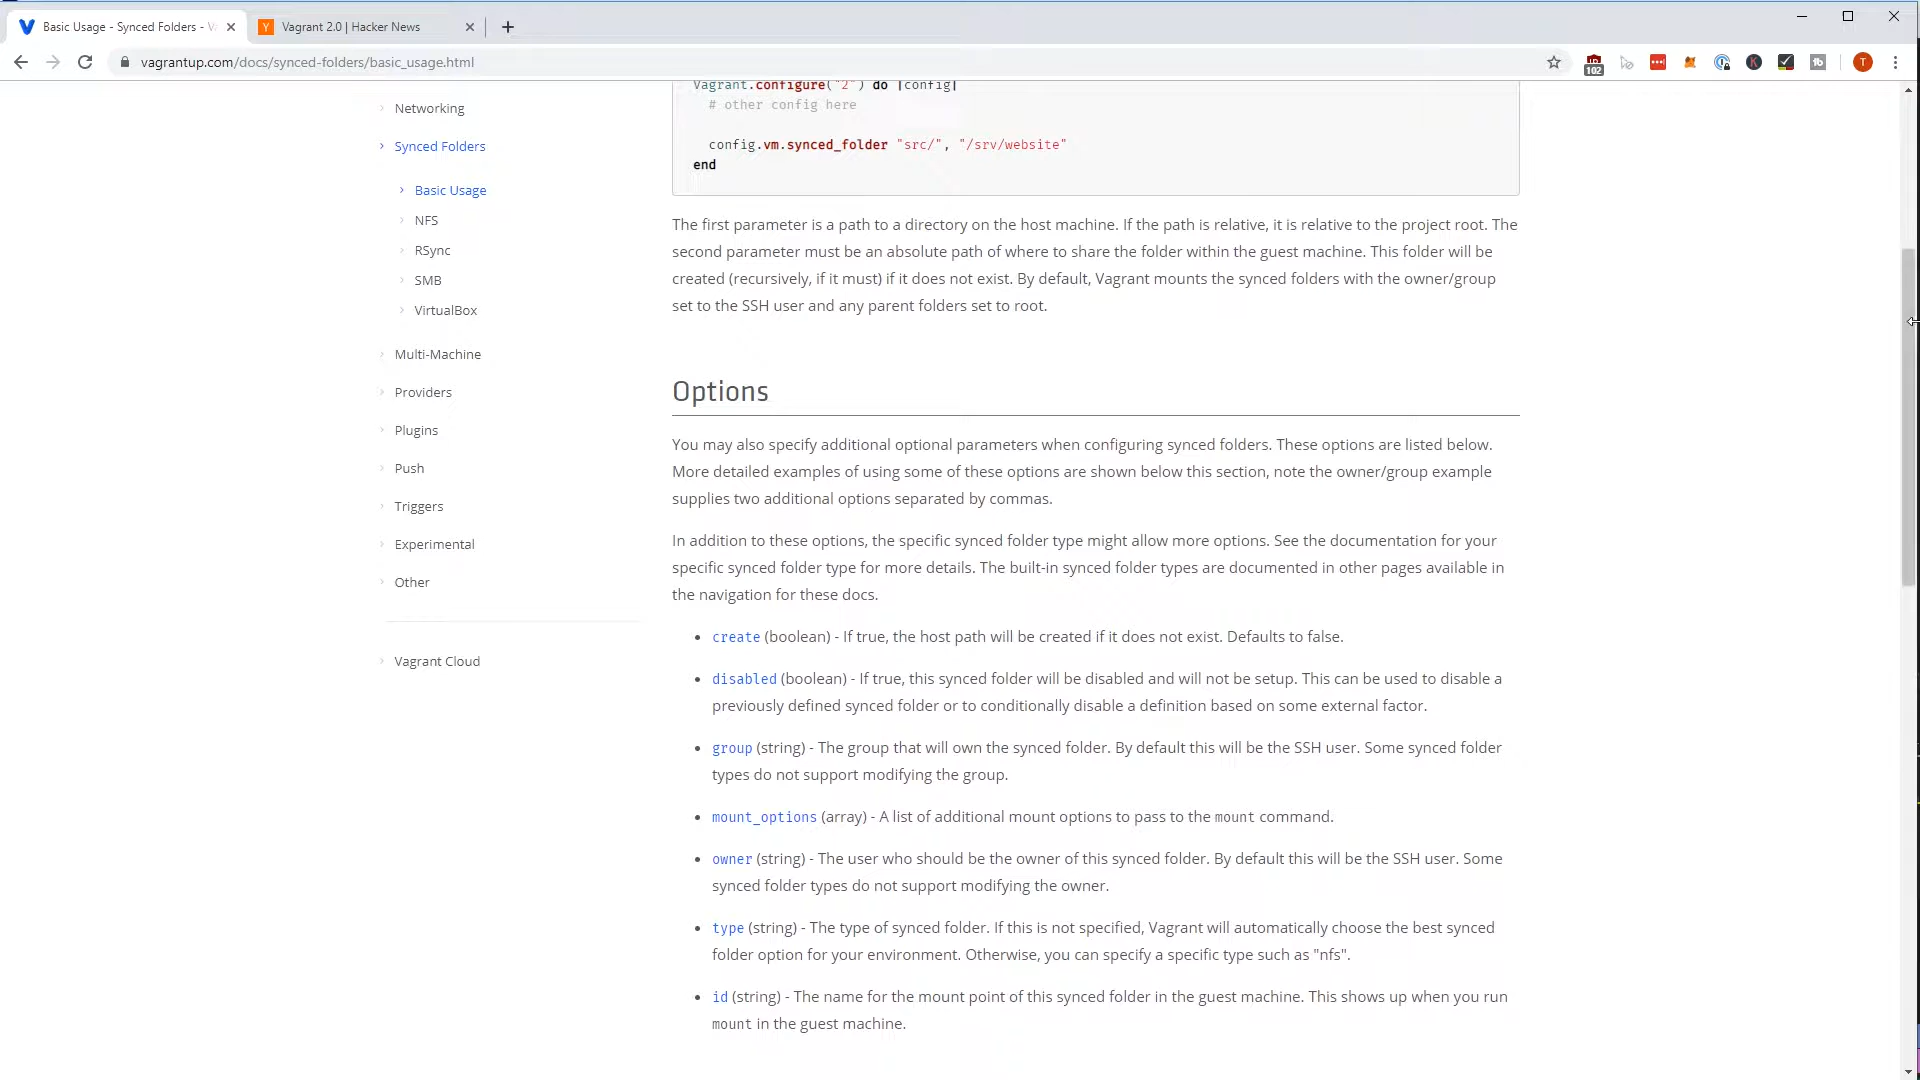 Basic Usage - Synced Folders - V
Vagrant 2.0 | Hacker News
vagrantup.com/docs/synced-folders/basic_usage.html
102
T
Networking
Synced Folders
Basic Usage
NFS
RSync
SMB
VirtualBox
Multi-Machine
Providers
Plugins
Push
Triggers
Experimental
Other
Vagrant Cloud
Vagrant.configure("2") do |config|
# other config here
config.vm.synced_folder "src/", "/srv/website"
end
The first parameter is a path to a directory on the host machine. If the path is relative, it is relative to the project root. The
second parameter must be an absolute path of where to share the folder within the guest machine. This folder will be
created (recursively, if it must) if it does not exist. By default, Vagrant mounts the synced folders with the owner/group
set to the SSH user and any parent folders set to root.
Options
You may also specify additional optional parameters when configuring synced folders. These options are listed below.
More detailed examples of using some of these options are shown below this section, note the owner/group example
supplies two additional options separated by commas.
In addition to these options, the specific synced folder type might allow more options. See the documentation for your
specific synced folder type for more details. The built-in synced folder types are documented in other pages available in
the navigation for these docs.
• create (boolean) - If true, the host path will be created if it does not exist. Defaults to false.
• disabled (boolean) - If true, this synced folder will be disabled and will not be setup. This can be used to disable a
previously defined synced folder or to conditionally disable a definition based on some external factor.
• group (string) - The group that will own the synced folder. By default this will be the SSH user. Some synced folder
types do not support modifying the group.
• mount_options (array) - A list of additional mount options to pass to the mount command.
• owner (string) - The user who should be the owner of this synced folder. By default this will be the SSH user. Some
synced folder types do not support modifying the owner.
• type (string) - The type of synced folder. If this is not specified, Vagrant will automatically choose the best synced
folder option for your environment. Otherwise, you can specify a specific type such as "nfs".
• id (string) - The name for the mount point of this synced folder in the guest machine. This shows up when you run
mount in the guest machine.